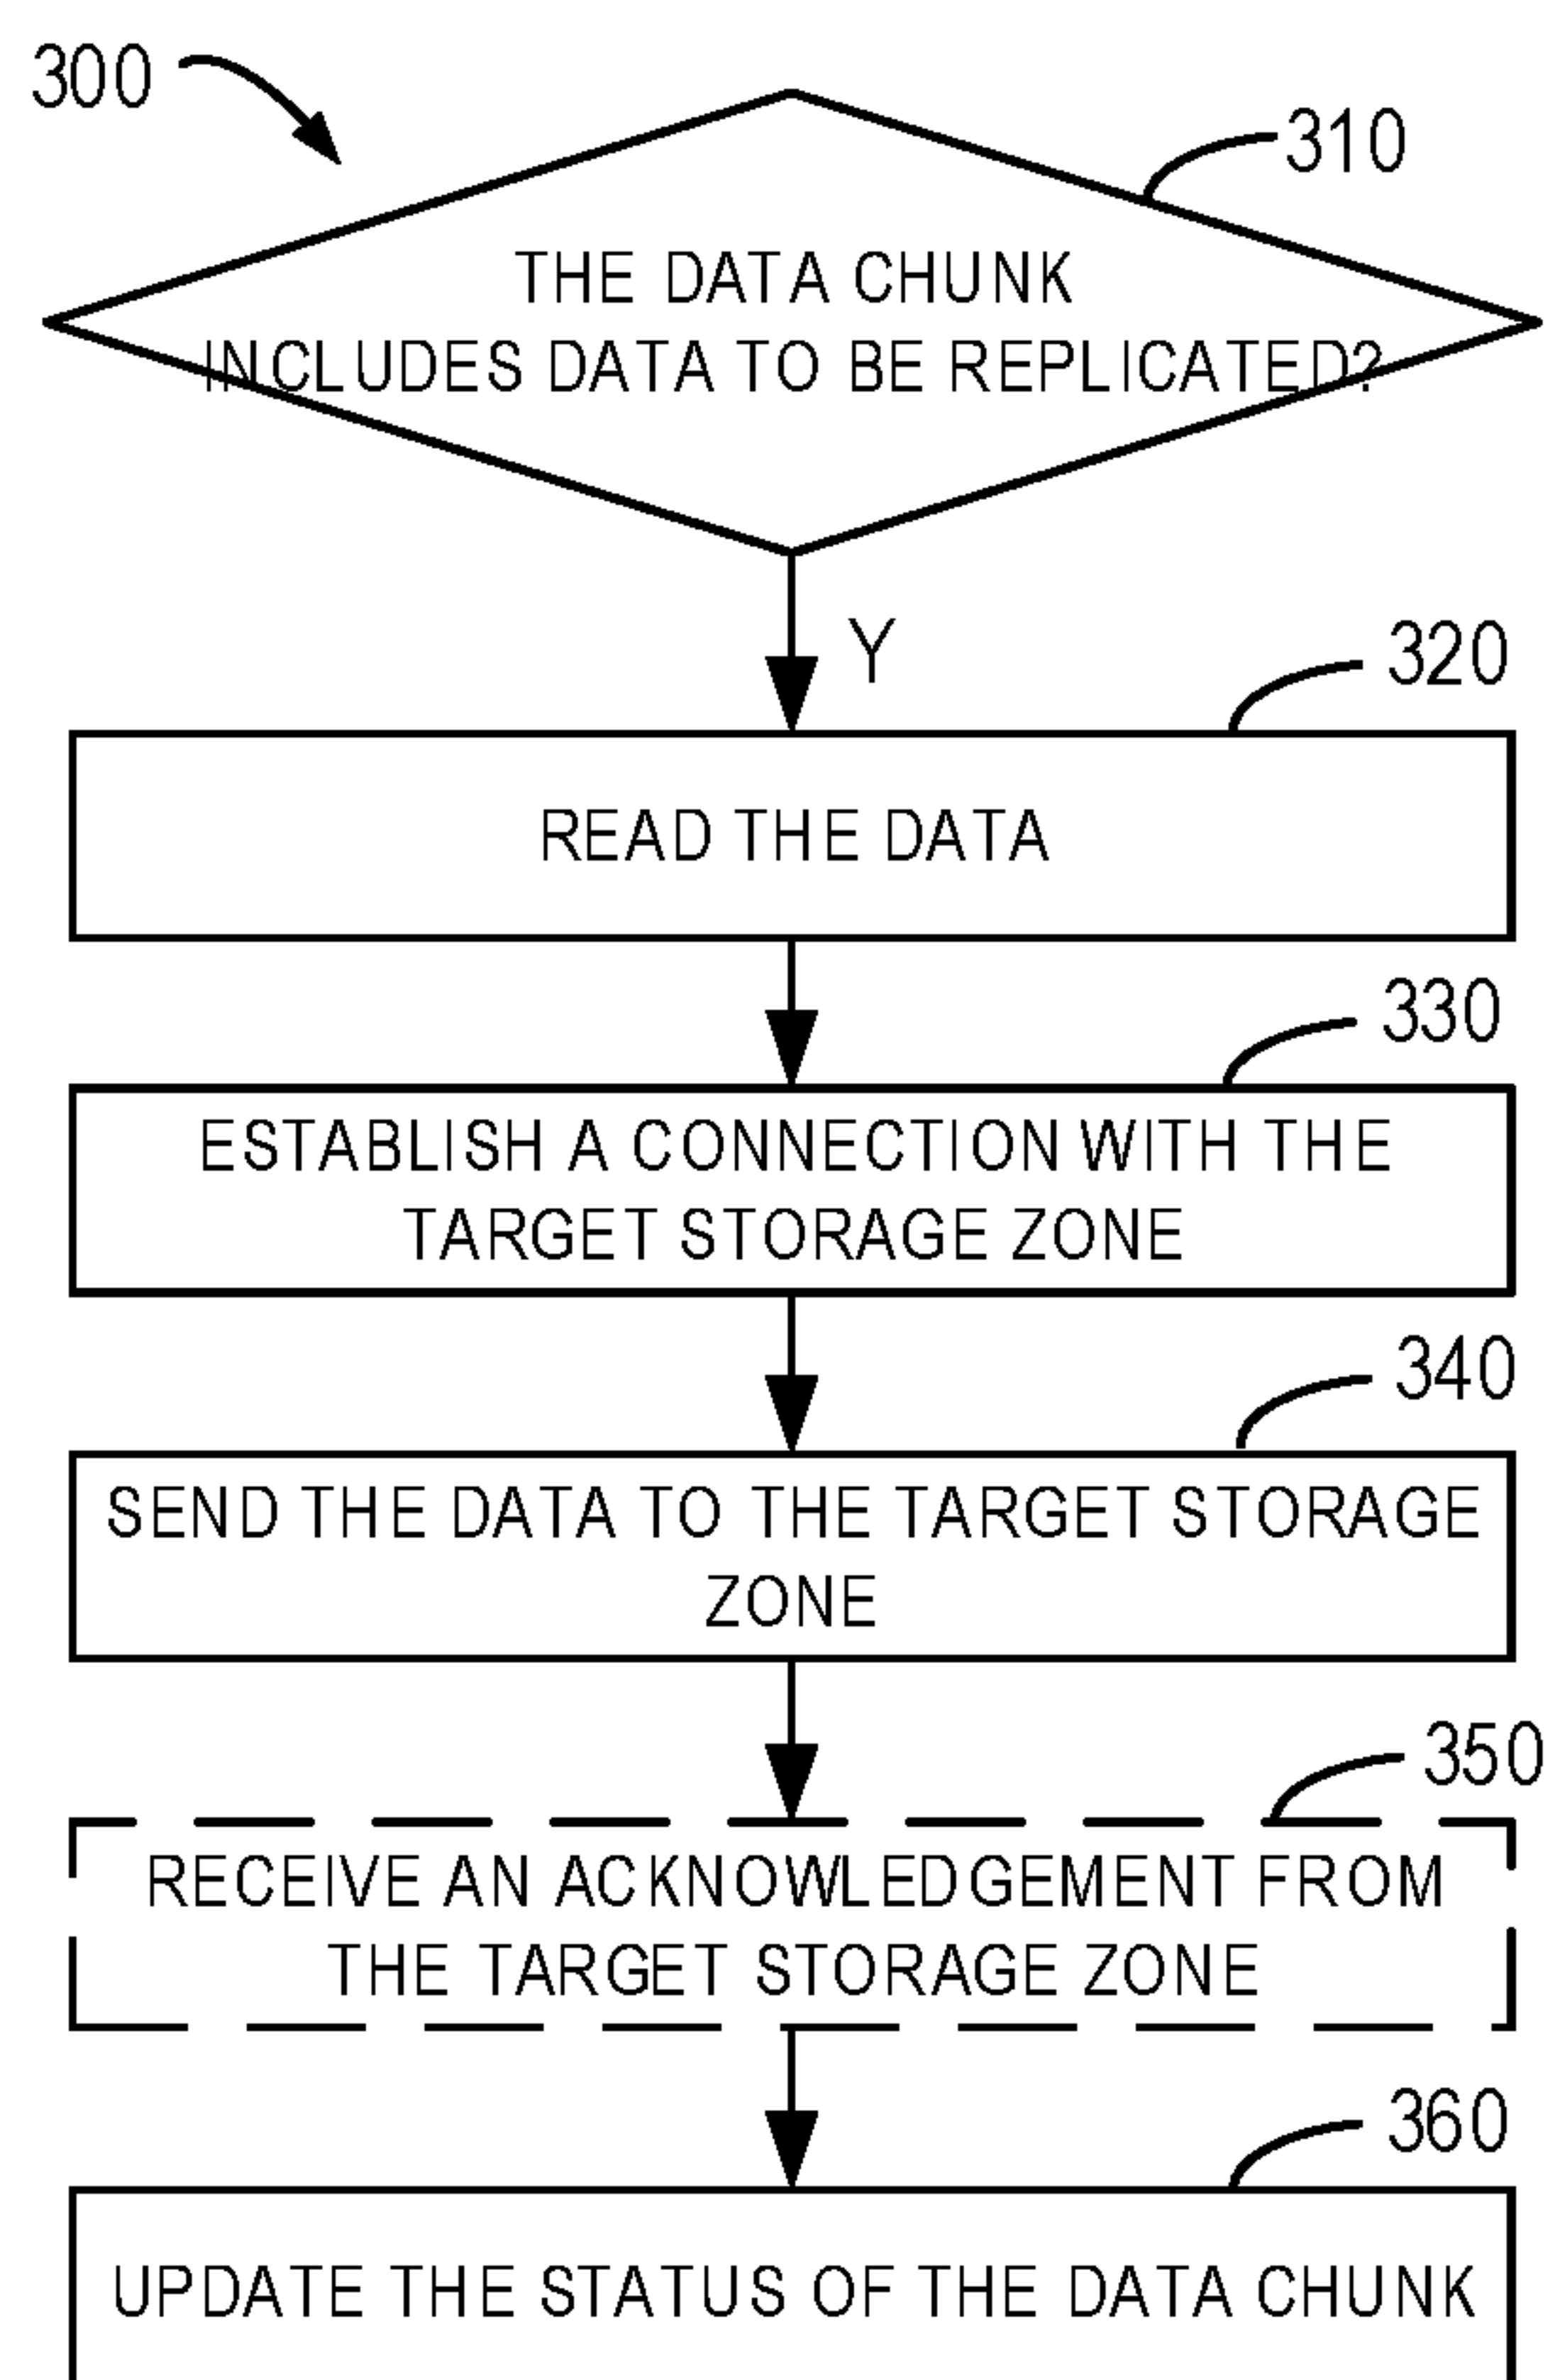 300
310
THE DATA CHUNK
INCLUDES DATA TO BE REPLICATED?
Y
320
READ THE DATA
330
ESTABLISH A CONNECTION WITH THE
TARGET STORAGE ZONE
340
SEND THE DATA TO THE TARGET STORAGE
ZONE
350
RECEIVE AN ACKNOWLEDGEMENT FROM
THE TARGET STORAGE ZONE
360
UPDATE THE STATUS OF THE DATA CHUNK